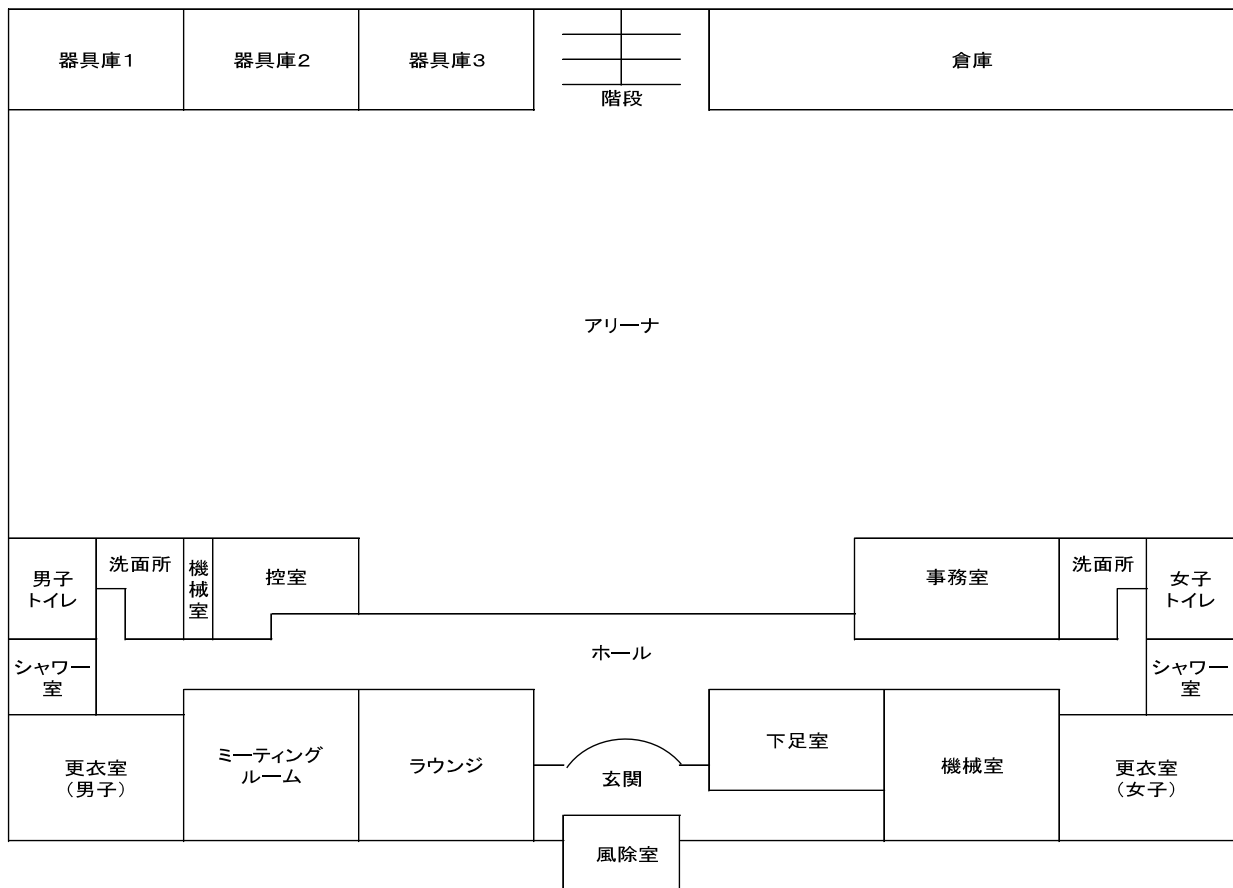 器具庫1
器具庫2
器具庫3
階段
倉庫
アリーナ
男子
トイレ
洗面所
機械室
控室
事務室
洗面所
女子
トイレ
シャワー
室
ホール
シャワー
室
更衣室
(男子)
ミーティング
ルーム
ラウンジ
玄関
下足室
機械室
更衣室
(女子)
風除室